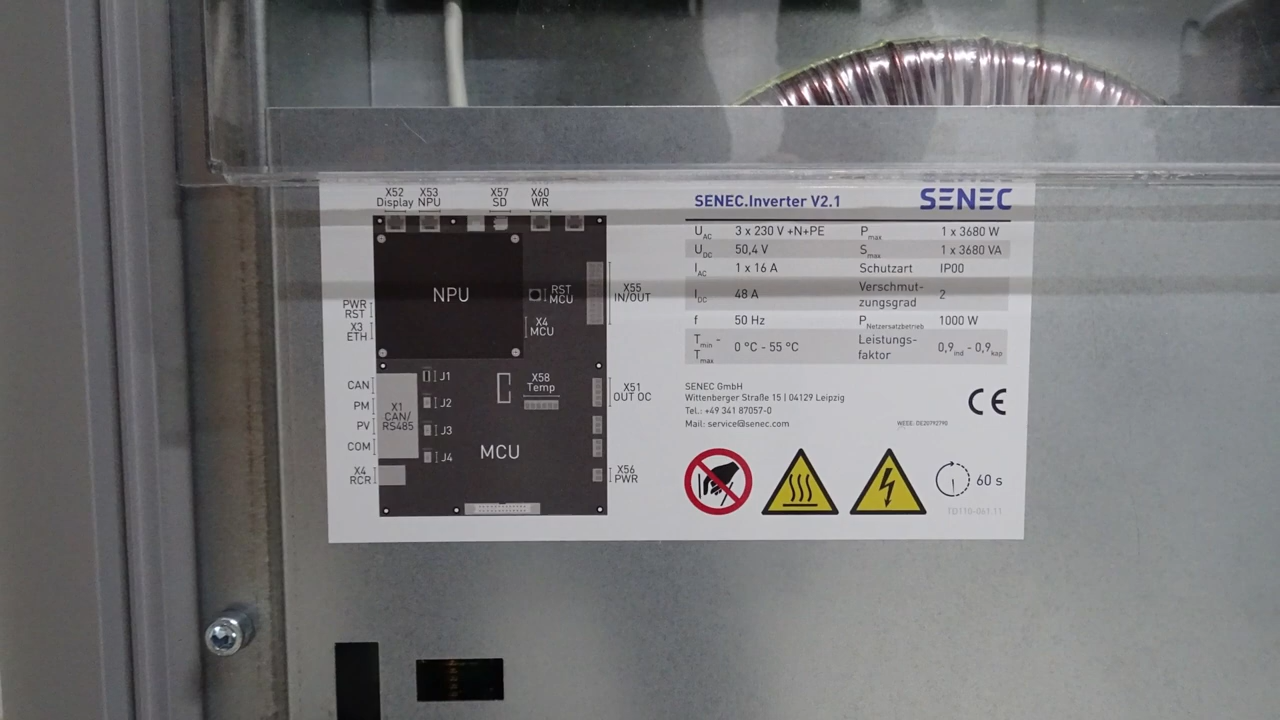 X52 X53 X57 X60
Display NPU SD WR
NPU
RST
MCU
X55
IN/OUT
PWR
RST
X3
ETH
X4
MCU
CAN
PM
PV
COM
X1
CAN/
RS485
J1
J2
J3
J4
X58
Temp
X51
OUT OC
MCU
X4
RCR
X56
PWR
SENEC.Inverter V2.1 SENEC
UAC 3 x 230 V +N+PE Pmax 1 x 3680 W
UDC 50,4 V Smax 1 x 3680 VA
IAC 1 x 16 A Schutzart IP00
IDC 48 A Verschmut-
zungsgrad 2
f 50 Hz PNetzersatzbetrieb 1000 W
Tmin -
Tmax 0 °C - 55 °C Leistungs-
faktor 0,9ind - 0,9kap
SENEC GmbH
Wittenberger Straße 15 | 04129 Leipzig
Tel.: +49 341 87057-0
Mail: service@senec.com
WEEE: DE20792790
CE
60 s
TD110-061 11